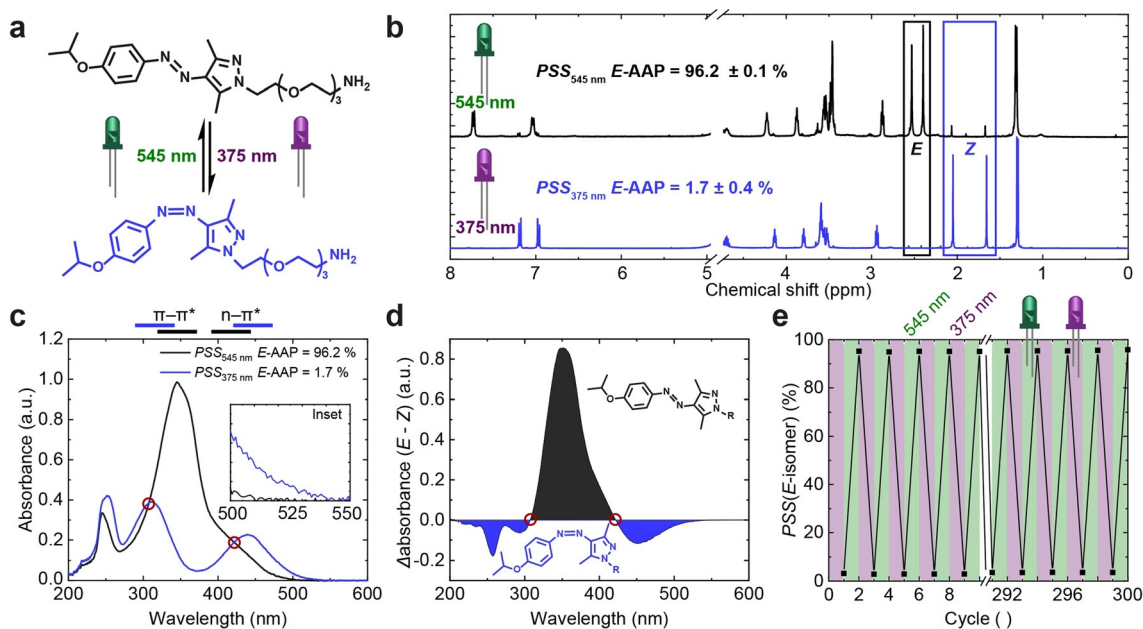 a
O
N
N
N
N
O
3
NH₂
545 nm
375 nm
O
N=N
N
N
O
3
NH₂
b
545 nm
PSS545 nm E-AAP = 96.2 ± 0.1 %
E
Z
375 nm
PSS375 nm E-AAP = 1.7 ± 0.4 %
8 7 6 5 4 3 2 1 0
Chemical shift (ppm)
c
π–π* n–π*
1.2
1.0
0.8
0.6
0.4
0.2
0.0
Absorbance (a.u.)
PSS545 nm E-AAP = 96.2 %
PSS375 nm E-AAP = 1.7 %
Inset
500 525 550
200 300 400 500 600
Wavelength (nm)
d
0.8
0.6
0.4
0.2
0.0
-0.2
Δabsorbance (E - Z) (a.u.)
O
N
N
N
N
R
O
N=N
N
N
R
200 300 400 500 600
Wavelength (nm)
e
545 nm
375 nm
100
80
60
40
20
0
PSS(E-isomer) (%)
0 2 4 6 8 292 296 300
Cycle ( )